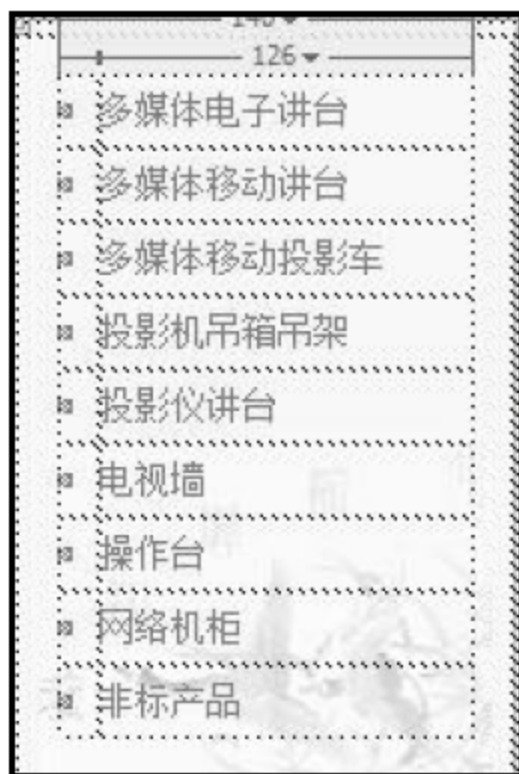 126
多媒体电子讲台
多媒体移动讲台
多媒体移动投影车
投影机吊箱吊架
投影仪讲台
电视墙
操作台
网络机柜
非标产品